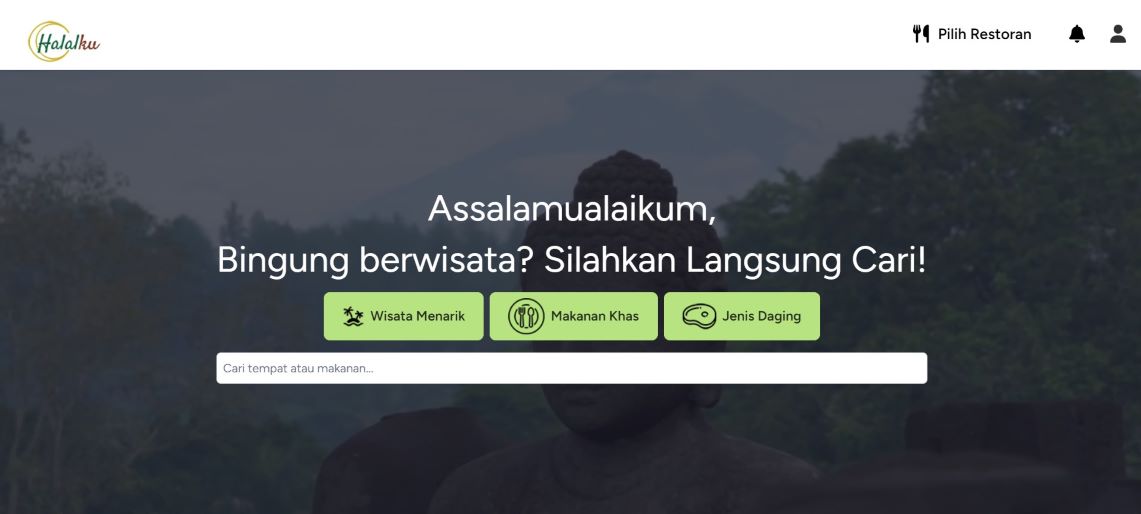 Halalku
Pilih Restoran
Assalamualaikum,
Bingung berwisata? Silahkan Langsung Cari!
Wisata Menarik
Makanan Khas
Jenis Daging
Cari tempat atau makanan...